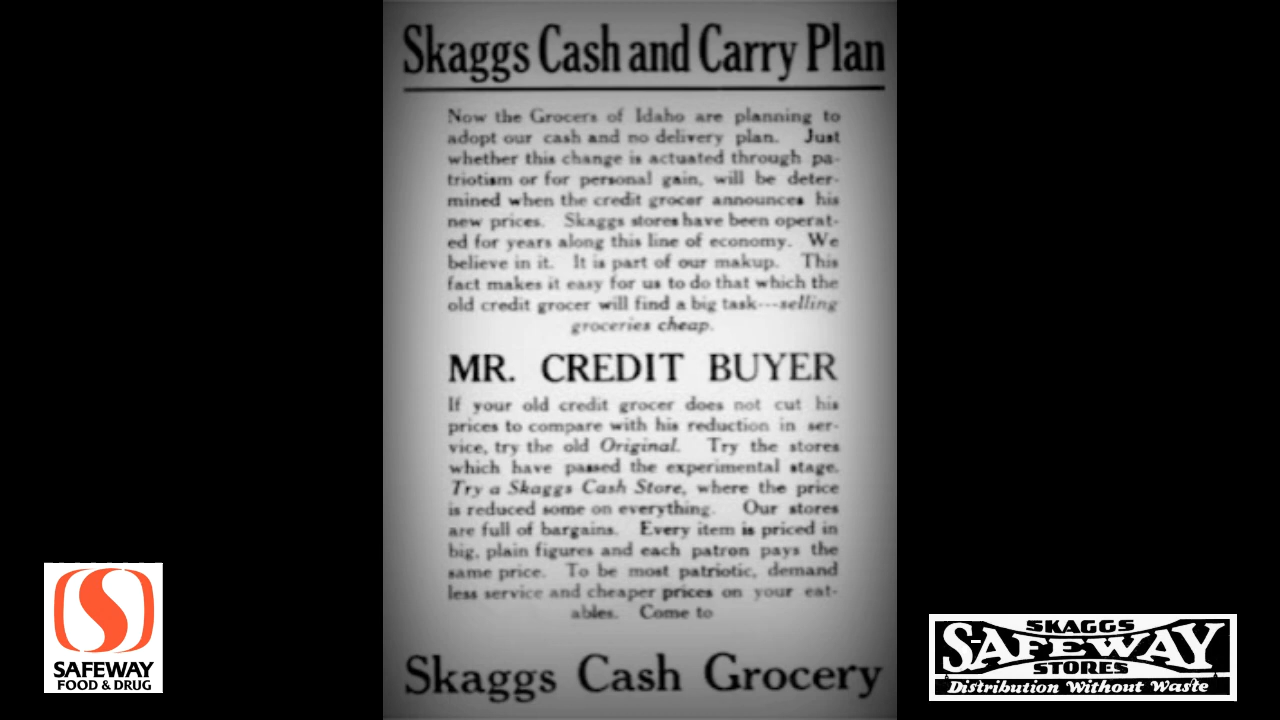 Skaggs Cash and Carry Plan
Now the Grocers of Idaho are planning to
adopt our cash and no delivery plan. Just
whether this change is actuated through pa-
triotism or for personal gain, will be deter-
mined when the credit grocer announces his
new prices. Skaggs stores have been operat-
ed for years along this line of economy. We
believe in it. It is part of our makup. This
fact makes it easy for us to do that which the
old credit grocer will find a big task---selling
groceries cheap.
MR. CREDIT BUYER
If your old credit grocer does not cut his
prices to compare with his reduction in ser-
vice, try the old Original. Try the stores
which have passed the experimental stage.
Try a Skaggs Cash Store, where the price
is reduced some on everything. Our stores
are full of bargains. Every item is priced in
big, plain figures and each patron pays the
same price. To be most patriotic, demand
less service and cheaper prices on your eat-
ables. Come to
Skaggs Cash Grocery
SAFEWAY
FOOD & DRUG
SKAGGS
SAFEWAY
STORES
Distribution Without Waste